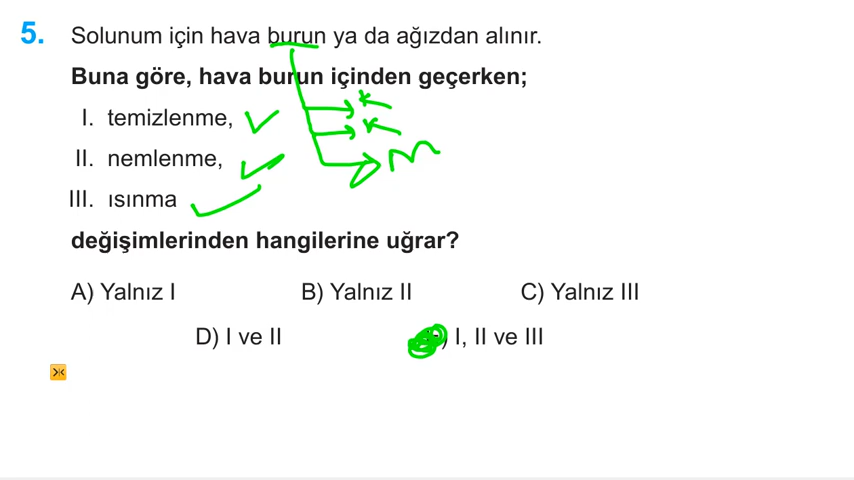 5. Solunum için hava burun ya da ağızdan alınır.
Buna göre, hava burun içinden geçerken;
I. temizlenme,
II. nemlenme,
III. ısınma
değişimlerinden hangilerine uğrar?
A) Yalnız I B) Yalnız II C) Yalnız III
D) I ve II ) I, II ve III